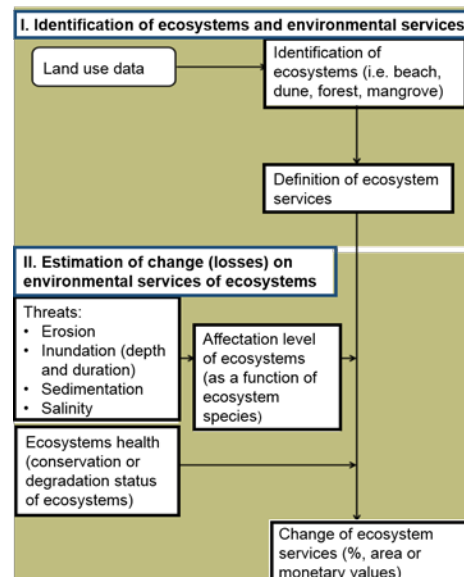 I. Identification of ecosystems and environmental services
Land use data
Identification of
ecosystems (i.e. beach,
dune, forest, mangrove)
Definition of ecosystem
services
II. Estimation of change (losses) on
environmental services of ecosystems
Threats:
• Erosion
• Inundation (depth
and duration)
• Sedimentation
• Salinity
Affectation level
of ecosystems
(as a function of
ecosystem
species)
Ecosystems health
(conservation or
degradation status
of ecosystems)
Change of ecosystem
services (%, area or
monetary values)